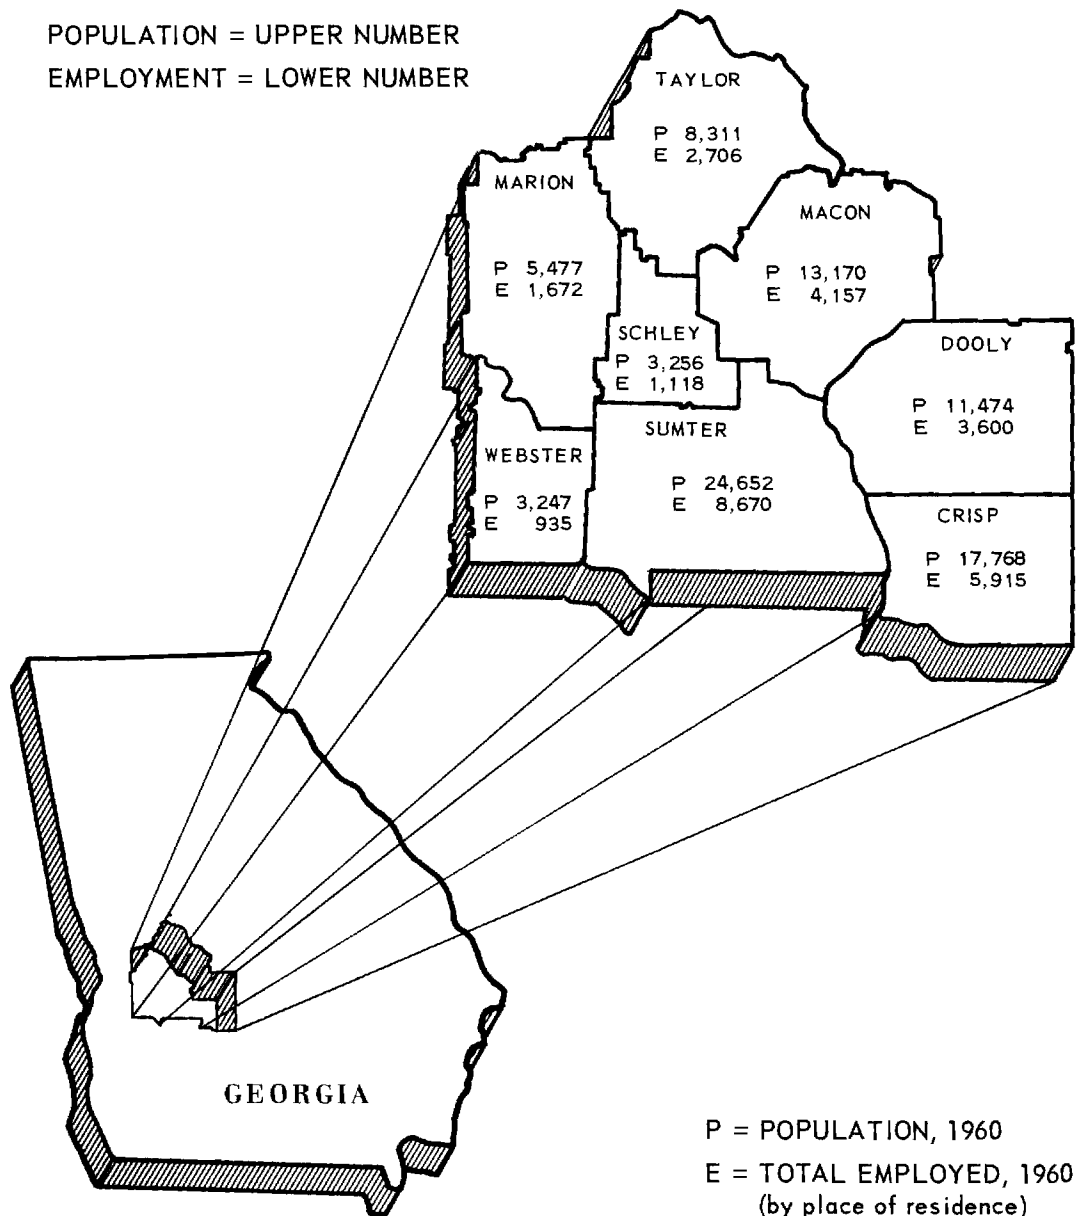 POPULATION = UPPER NUMBER
EMPLOYMENT = LOWER NUMBER
TAYLOR
P 8,311
E 2,706
MARION
P 5,477
E 1,672
MACON
P 13,170
E 4,157
SCHLEY
P 3,256
E 1,118
DOOLY
P 11,474
E 3,600
WEBSTER
P 3,247
E 935
SUMTER
P 24,652
E 8,670
CRISP
P 17,768
E 5,915
GEORGIA
P = POPULATION, 1960
E = TOTAL EMPLOYED, 1960
(by place of residence)